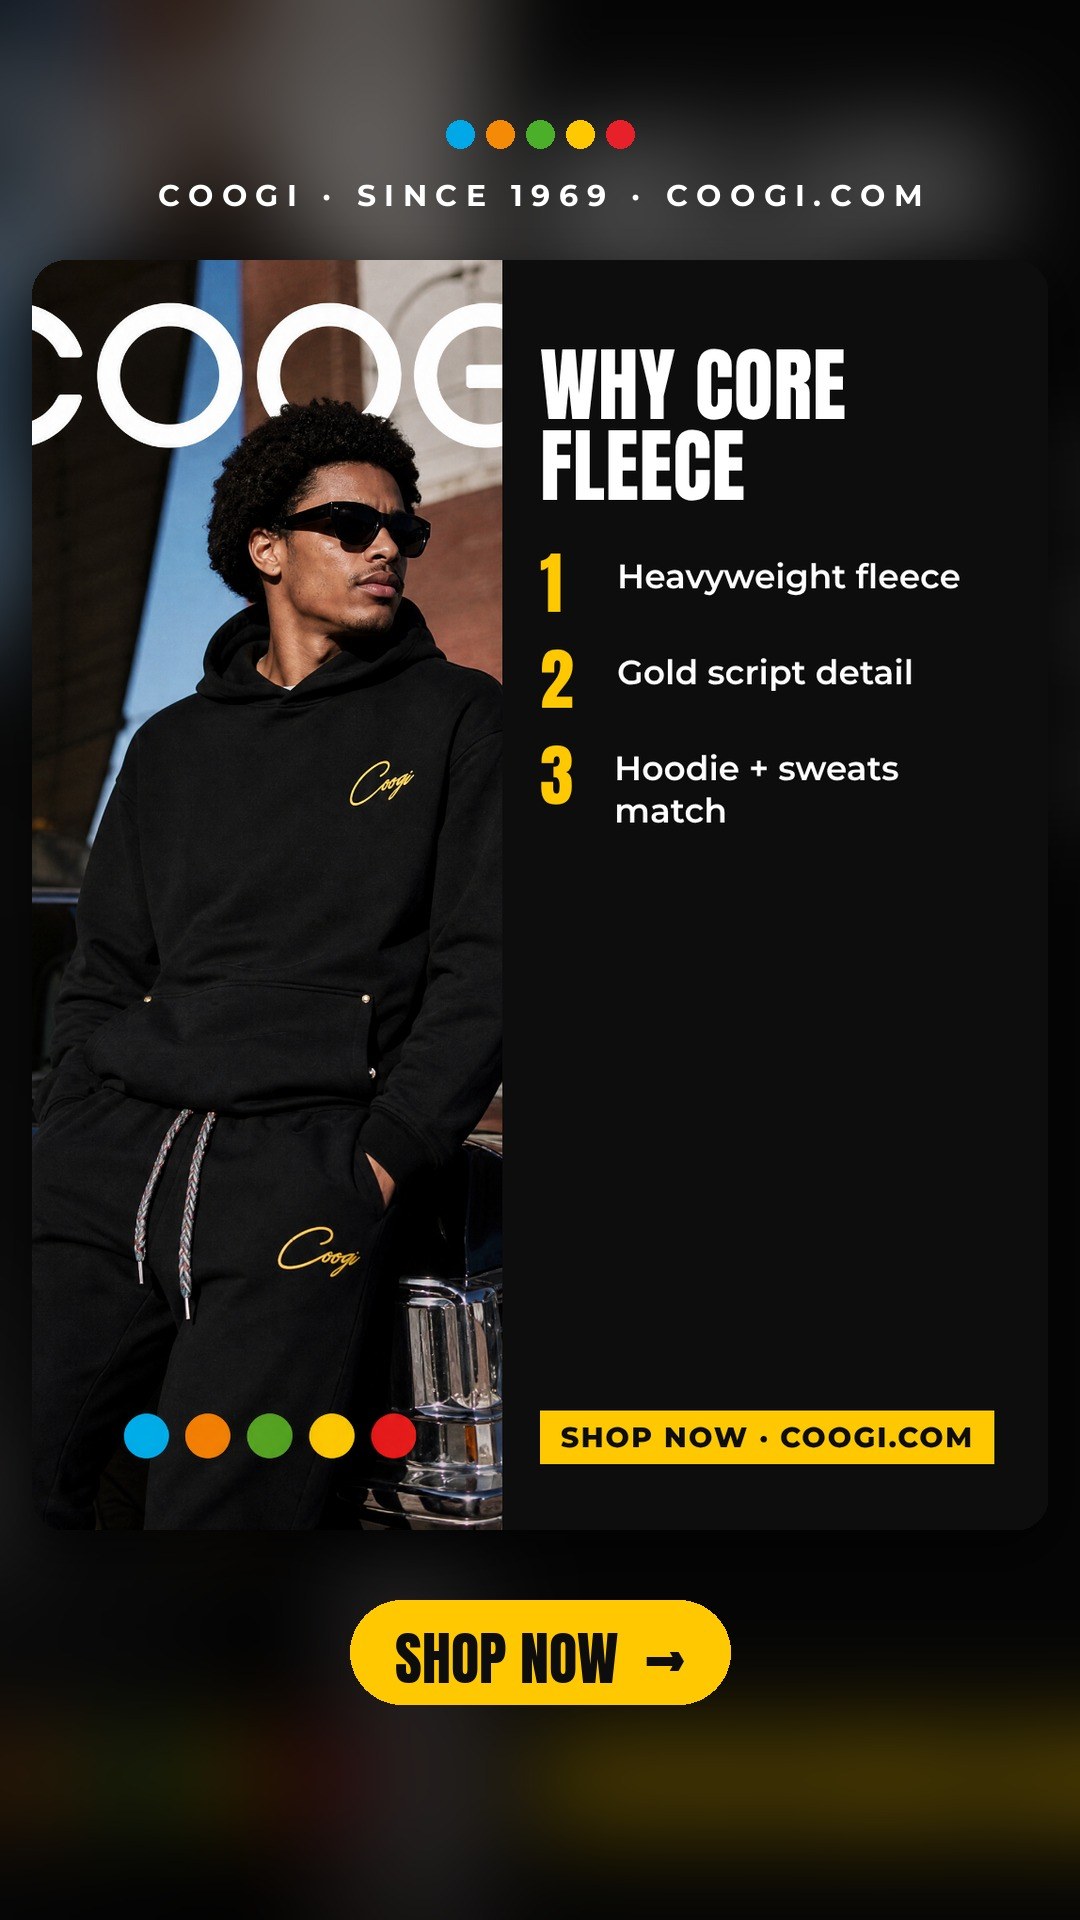 COOGI · SINCE 1969 · COOGI.COM
COOG
WHY CORE
FLEECE
1 Heavyweight fleece
2 Gold script detail
3 Hoodie + sweats
match
Coogi
Coogi
SHOP NOW · COOGI.COM
SHOP NOW →